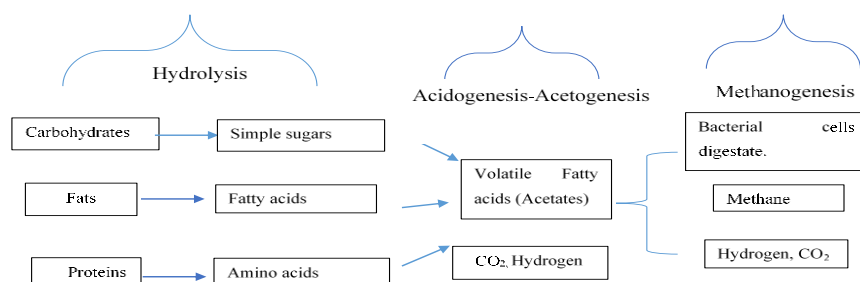 Hydrolysis
Acidogenesis-Acetogenesis
Methanogenesis
Carbohydrates
Simple sugars
Bacterial cells
digestate.
Fats
Fatty acids
Volatile Fatty
acids (Acetates)
Methane
Proteins
Amino acids
CO₂, Hydrogen
Hydrogen, CO₂